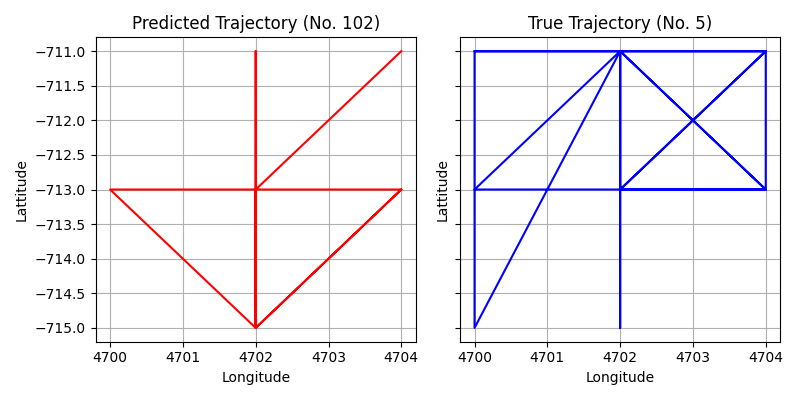 Predicted Trajectory (No. 102)
True Trajectory (No. 5)
−711.0
−711.5
−712.0
−712.5
−713.0
−713.5
−714.0
−714.5
−715.0
Lattitude
Lattitude
4700 4701 4702 4703 4704
4700 4701 4702 4703 4704
Longitude
Longitude